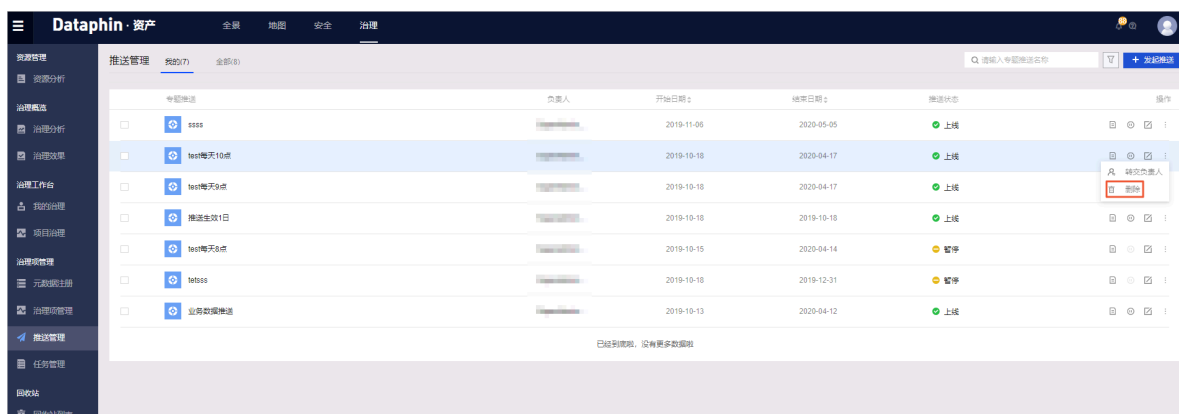 Dataphin · 资产 全景 地图 安全 治理
资源管理
资源分析
治理概览
治理分析
治理效果
治理工作台
我的治理
项目治理
治理项管理
元数据注册
治理项管理
推送管理
任务管理
回收站
推送管理 我的(7) 全部(8) 请输入专题推送名称 + 发起推送
专题推送 负责人 开始日期 结束日期 推送状态 操作
ssss 2019-11-06 2020-05-05 上线
test每天10点 2019-10-18 2020-04-17 上线
转交负责人
test每天9点 2019-10-18 2020-04-17 上线
删除
推送生效1日 2019-10-18 2019-10-18 上线
test每天8点 2019-10-15 2020-04-14 暂停
tetsss 2019-10-18 2019-12-31 暂停
业务数据推送 2019-10-13 2020-04-12 上线
已经到底啦，没有更多数据啦